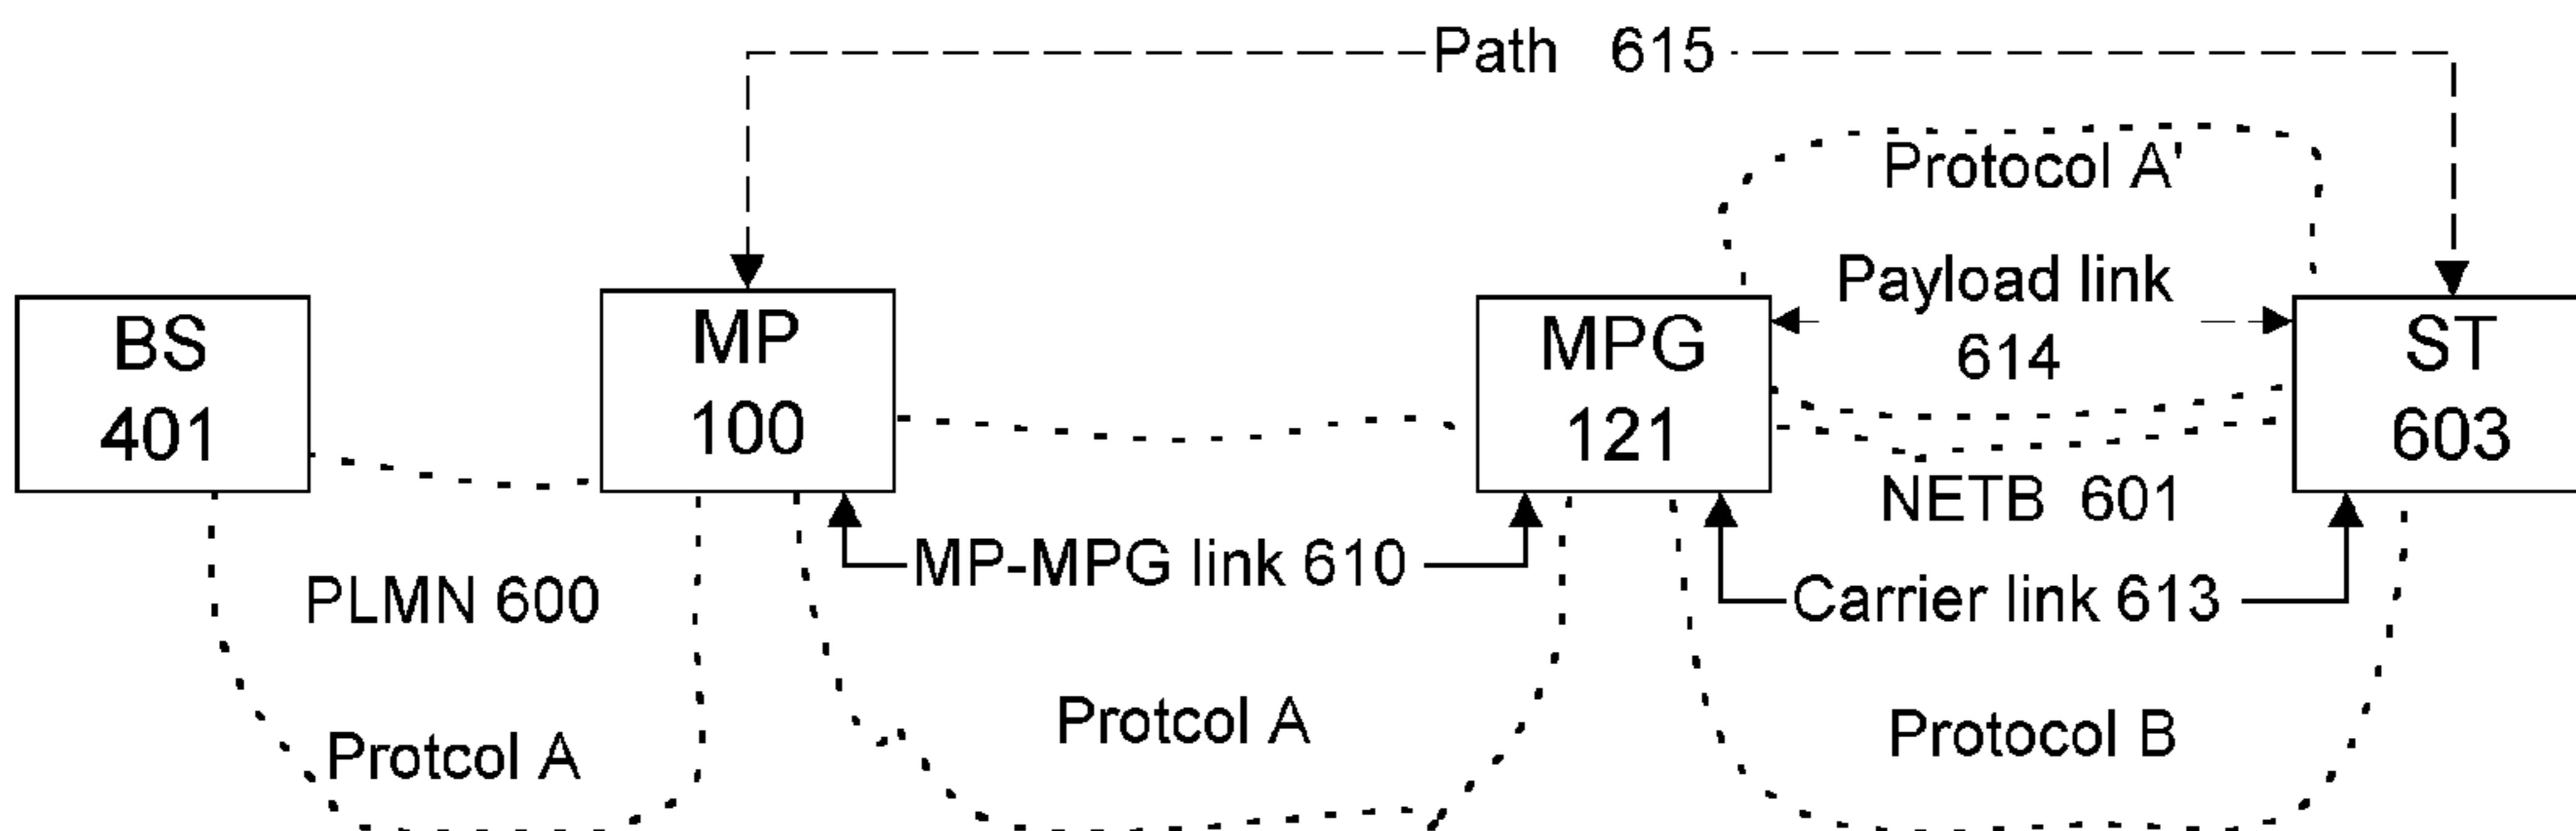 Path 615
Protocol A'
Payload link
614
BS
401
MP
100
MPG
121
ST
603
NETB 601
MP-MPG link 610
PLMN 600
Carrier link 613
Protcol A
Protcol A
Protocol B